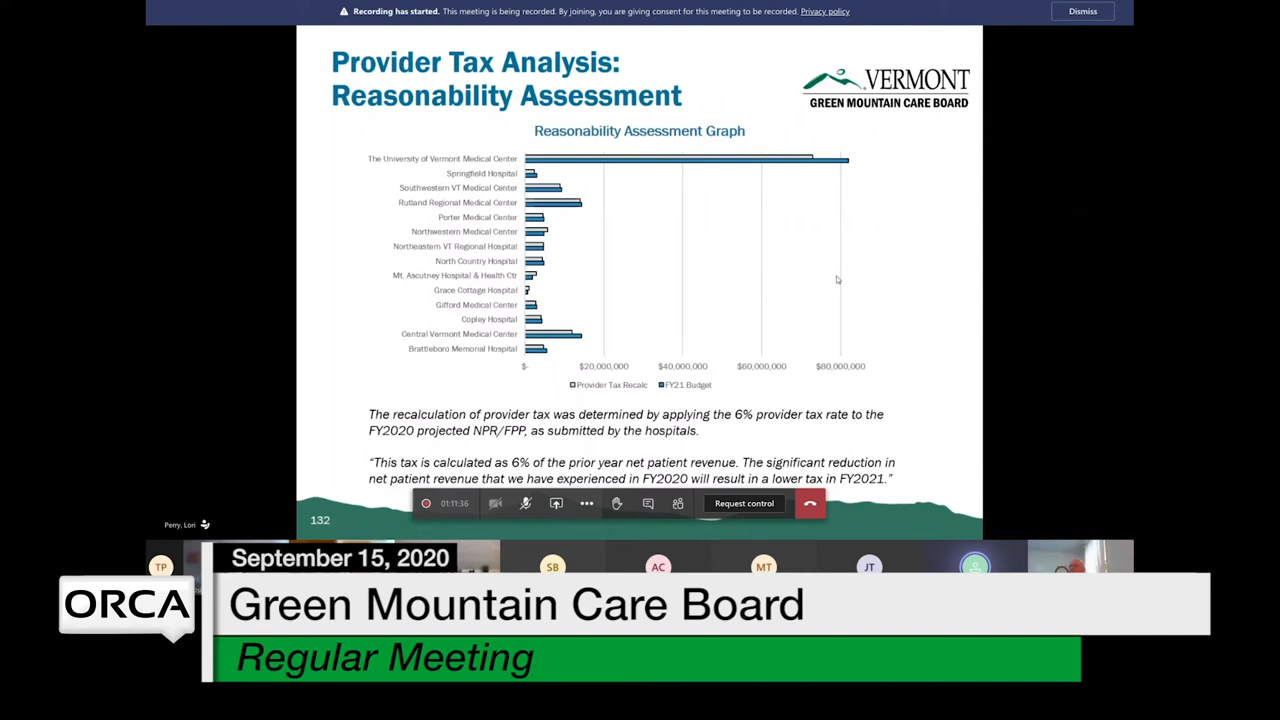 Recording has started. This meeting is being recorded. By joining, you are giving consent for this meeting to be recorded. Privacy policy
Dismiss
Provider Tax Analysis:
Reasonability Assessment
VERMONT
GREEN MOUNTAIN CARE BOARD
Reasonability Assessment Graph
The University of Vermont Medical Center
Springfield Hospital
Southwestern VT Medical Center
Rutland Regional Medical Center
Porter Medical Center
Northwestern Medical Center
Northeastern VT Regional Hospital
North Country Hospital
Mt. Ascutney Hospital & Health Ctr
Grace Cottage Hospital
Gifford Medical Center
Copley Hospital
Central Vermont Medical Center
Brattleboro Memorial Hospital
$- $20,000,000 $40,000,000 $60,000,000 $80,000,000
Provider Tax Recalc FY21 Budget
The recalculation of provider tax was determined by applying the 6% provider tax rate to the
FY2020 projected NPR/FPP, as submitted by the hospitals.
“This tax is calculated as 6% of the prior year net patient revenue. The significant reduction in
net patient revenue that we have experienced in FY2020 will result in a lower tax in FY2021.”
01:11:36
Request control
132
Perry, Lori
TP SB AC MT JT
September 15, 2020
ORCA
Green Mountain Care Board
Regular Meeting